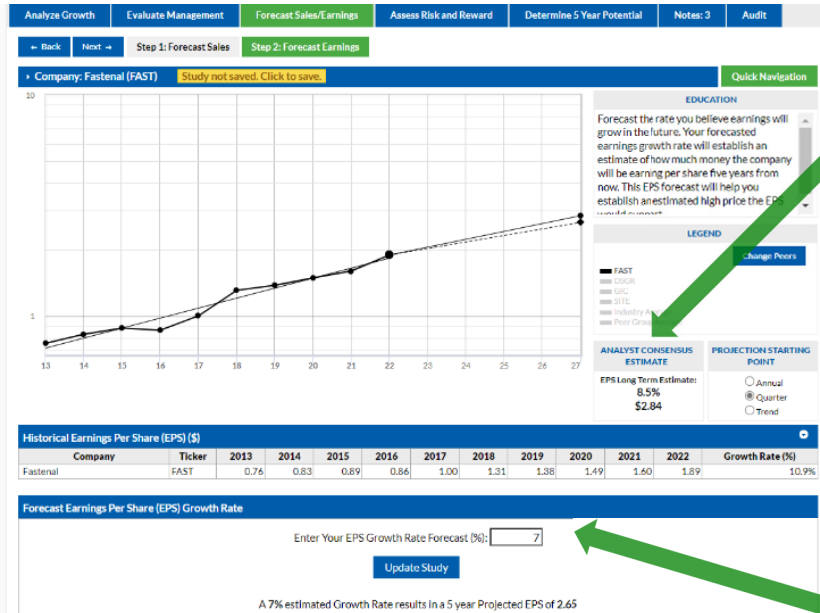 Analyze Growth Evaluate Management Forecast Sales/Earnings Assess Risk and Reward Determine 5 Year Potential Notes: 3 Audit
← Back Next → Step 1: Forecast Sales Step 2: Forecast Earnings
Company: Fastenal (FAST) Study not saved. Click to save. Quick Navigation
10
1
13 14 15 16 17 18 19 20 21 22 23 24 25 26 27
EDUCATION
Forecast the rate you believe earnings will
grow in the future. Your forecasted
earnings growth rate will establish an
estimate of how much money the company
will be earning per share five years from
now. This EPS forecast will help you
establish an estimated high price the EPS
would support
LEGEND
Change Peers
FAST
DSGR
GIC
SITE
Industry
Peer Group
ANALYST CONSENSUS
ESTIMATE
EPS Long Term Estimate:
8.5%
$2.84
PROJECTION STARTING
POINT
Annual
Quarter
Trend
Historical Earnings Per Share (EPS) ($)
Company Ticker 2013 2014 2015 2016 2017 2018 2019 2020 2021 2022 Growth Rate (%)
Fastenal FAST 0.76 0.83 0.89 0.86 1.00 1.31 1.38 1.49 1.60 1.89 10.9%
Forecast Earnings Per Share (EPS) Growth Rate
Enter Your EPS Growth Rate Forecast (%): 7
Update Study
A 7% estimated Growth Rate results in a 5 year Projected EPS of 2.65